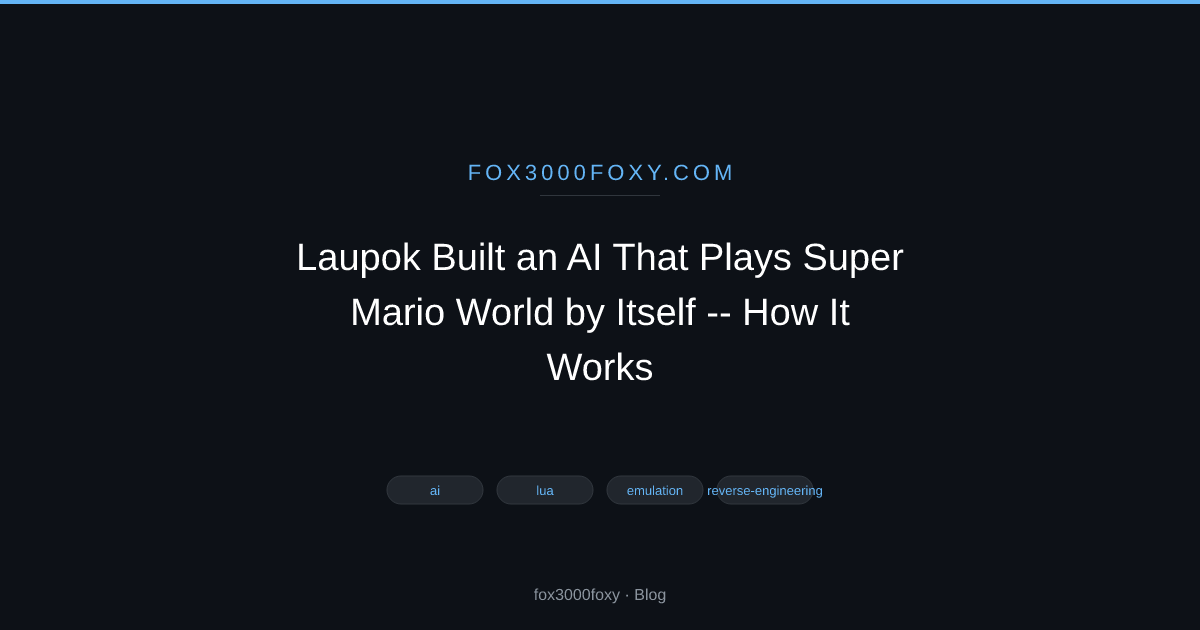 FOX3000FOXY.COM
Laupok Built an AI That Plays Super
Mario World by Itself -- How It
Works
ai
lua
emulation
reverse-engineering
fox3000foxy · Blog